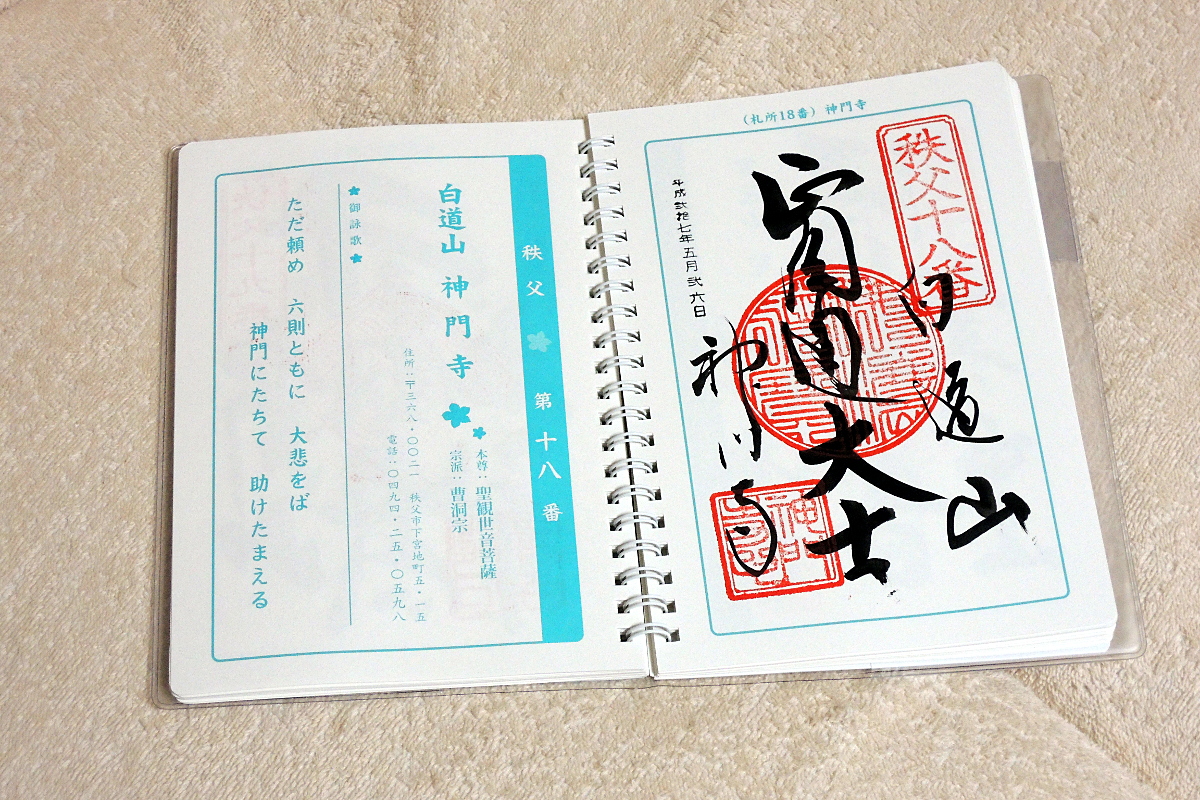 秩父 第十八番
白道山 神門寺
本尊：聖観世音菩薩
宗派：曹洞宗
住所：〒三六八・〇〇二一 秩父市下宮地町五・一五
電話：〇四九四・二五・〇五九八
御詠歌
ただ頼め 六則ともに 大悲をば
神門にたちて 助けたまえる
（札所18番）神門寺
秩父十八番
白道山
大士
神門寺
平成弐拾七年五月弐六日